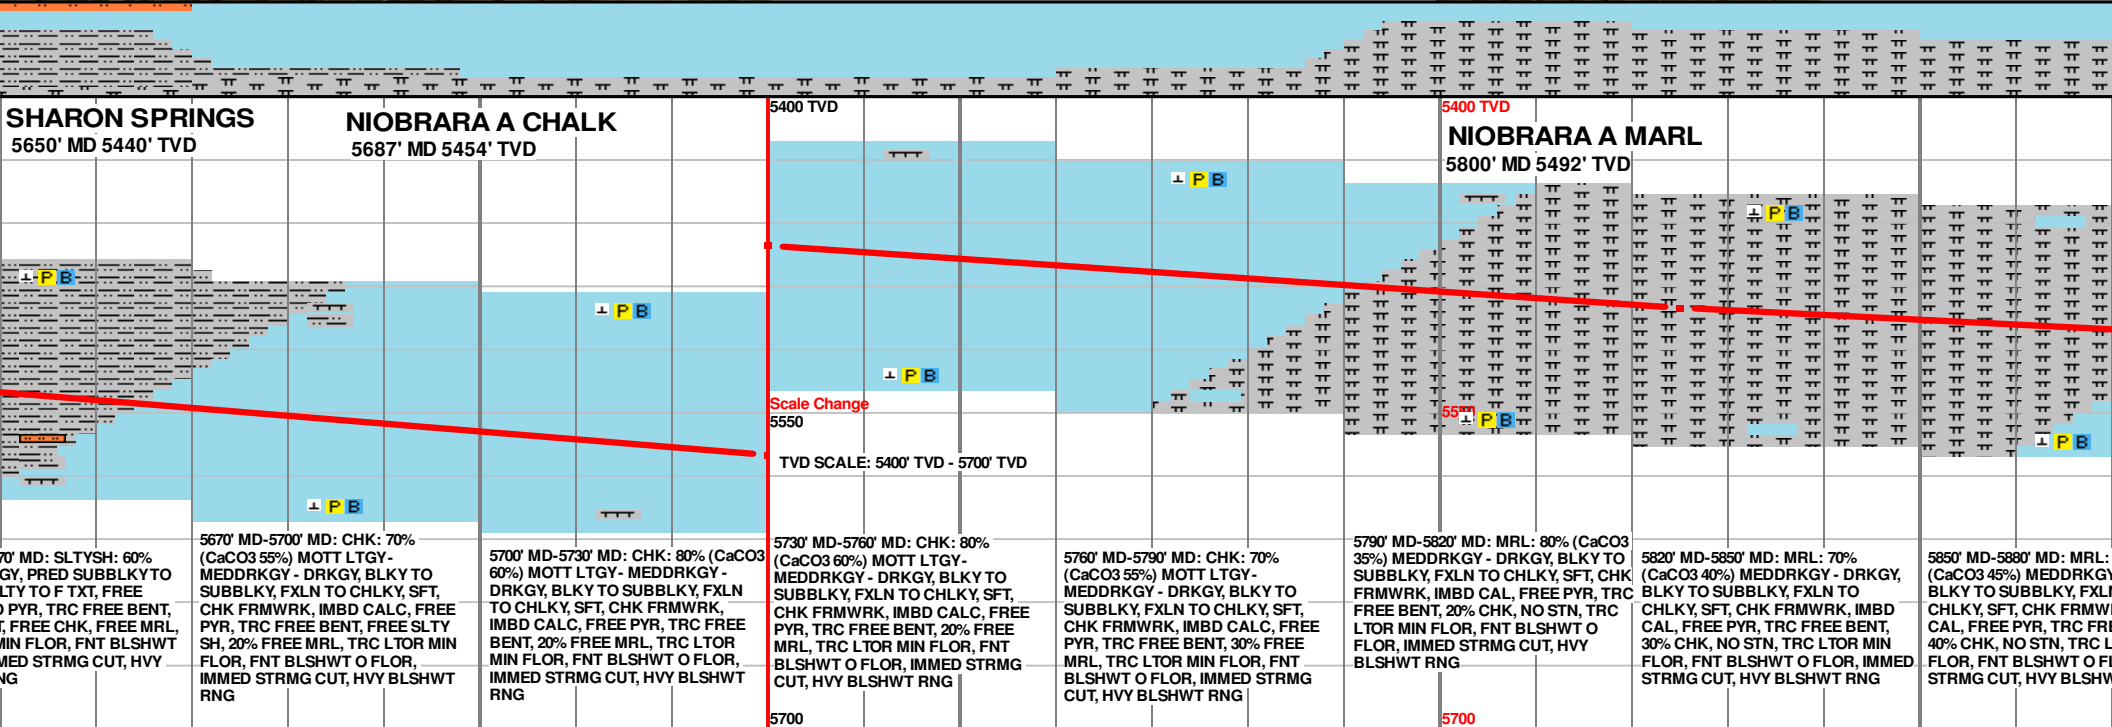 SHARON SPRINGS
5650' MD 5440' TVD
NIOBRARA A CHALK
5687' MD 5454' TVD
5400 TVD
5400 TVD
NIOBRARA A MARL
5800' MD 5492' TVD
P B
P B
P B
P B
P B
P B
P B
P B
P B
Scale Change
5550
TVD SCALE: 5400' TVD - 5700' TVD
70' MD: SLTYSH: 60%
GY, PRED SUBBLKY TO
LTY TO F TXT, FREE
PYR, TRC FREE BENT,
, FREE CHK, FREE MRL,
MIN FLOR, FNT BLSHWT
MED STRMG CUT, HVY
NG
5670' MD-5700' MD: CHK: 70%
(CaCO3 55%) MOTT LTGY-
MEDDRKGY - DRKGY, BLKY TO
SUBBLKY, FXLN TO CHLKY, SFT,
CHK FRMWRK, IMBD CALC, FREE
PYR, TRC FREE BENT, FREE SLTY
SH, 20% FREE MRL, TRC LTOR MIN
FLOR, FNT BLSHWT O FLOR,
IMMED STRMG CUT, HVY BLSHWT
RNG
5700' MD-5730' MD: CHK: 80% (CaCO3
60%) MOTT LTGY- MEDDRKGY -
DRKGY, BLKY TO SUBBLKY, FXLN
TO CHLKY, SFT, CHK FRMWRK,
IMBD CALC, FREE PYR, TRC FREE
BENT, 20% FREE MRL, TRC LTOR
MIN FLOR, FNT BLSHWT O FLOR,
IMMED STRMG CUT, HVY BLSHWT
RNG
5730' MD-5760' MD: CHK: 80%
(CaCO3 60%) MOTT LTGY-
MEDDRKGY - DRKGY, BLKY TO
SUBBLKY, FXLN TO CHLKY, SFT,
CHK FRMWRK, IMBD CALC, FREE
PYR, TRC FREE BENT, 20% FREE
MRL, TRC LTOR MIN FLOR, FNT
BLSHWT O FLOR, IMMED STRMG
CUT, HVY BLSHWT RNG
5700
5760' MD-5790' MD: CHK: 70%
(CaCO3 55%) MOTT LTGY-
MEDDRKGY - DRKGY, BLKY TO
SUBBLKY, FXLN TO CHLKY, SFT,
CHK FRMWRK, IMBD CALC, FREE
PYR, TRC FREE BENT, 30% FREE
MRL, TRC LTOR MIN FLOR, FNT
BLSHWT O FLOR, IMMED STRMG
CUT, HVY BLSHWT RNG
5790' MD-5820' MD: MRL: 80% (CaCO3
35%) MEDDRKGY - DRKGY, BLKY TO
SUBBLKY, FXLN TO CHLKY, SFT, CHK
FRMWRK, IMBD CAL, FREE PYR, TRC
FREE BENT, 20% CHK, NO STN, TRC
LTOR MIN FLOR, FNT BLSHWT O
FLOR, IMMED STRMG CUT, HVY
BLSHWT RNG
5700
5820' MD-5850' MD: MRL: 70%
(CaCO3 40%) MEDDRKGY - DRKGY,
BLKY TO SUBBLKY, FXLN TO
CHLKY, SFT, CHK FRMWRK, IMBD
CAL, FREE PYR, TRC FREE BENT,
30% CHK, NO STN, TRC LTOR MIN
FLOR, FNT BLSHWT O FLOR, IMMED
STRMG CUT, HVY BLSHWT RNG
5850' MD-5880' MD: MRL:
(CaCO3 45%) MEDDRKGY
BLKY TO SUBBLKY, FXLN
CHLKY, SFT, CHK FRMW
CAL, FREE PYR, TRC FRE
40% CHK, NO STN, TRC L
FLOR, FNT BLSHWT O FL
STRMG CUT, HVY BLSHW